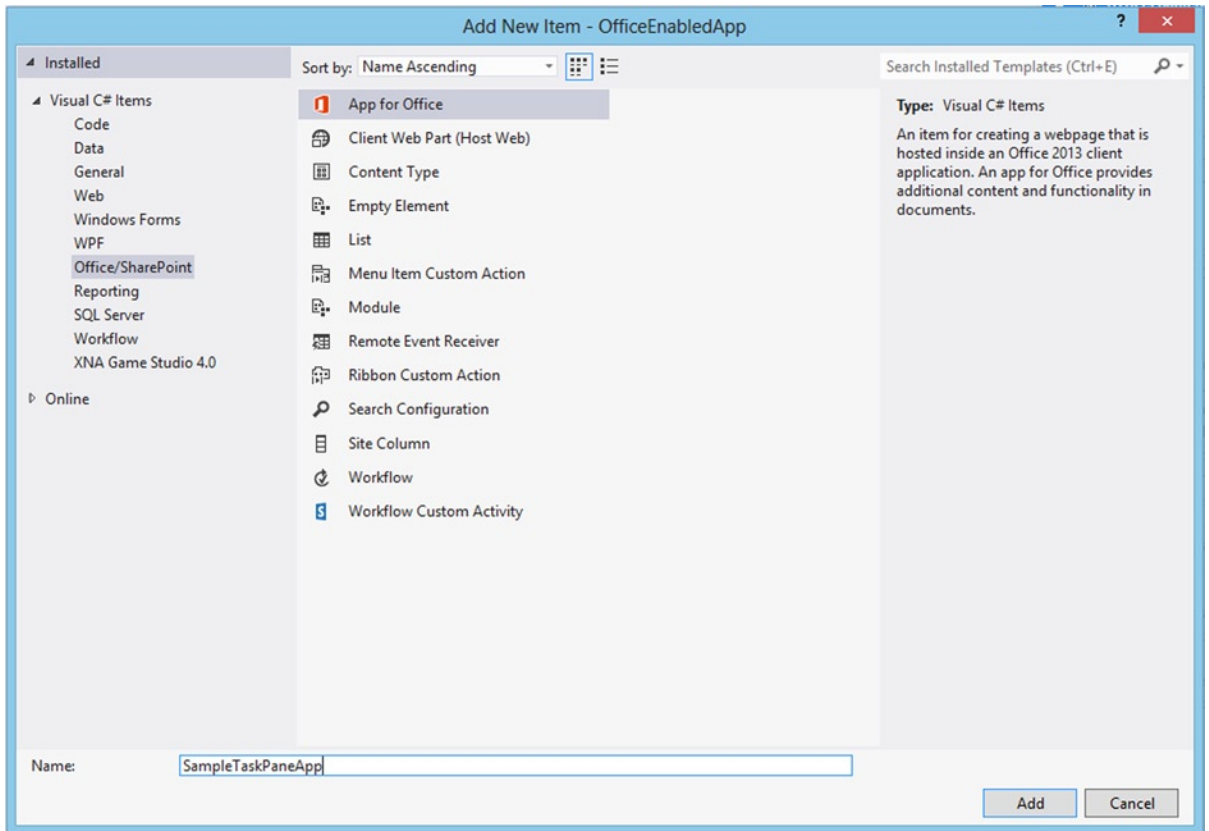 Add New Item - OfficeEnabledApp
?
Installed
Sort by: Name Ascending
Search Installed Templates (Ctrl+E)
Visual C# Items
Code
Data
General
Web
Windows Forms
WPF
Office/SharePoint
Reporting
SQL Server
Workflow
XNA Game Studio 4.0
Online
App for Office
Client Web Part (Host Web)
Content Type
Empty Element
List
Menu Item Custom Action
Module
Remote Event Receiver
Ribbon Custom Action
Search Configuration
Site Column
Workflow
Workflow Custom Activity
Type: Visual C# Items
An item for creating a webpage that is
hosted inside an Office 2013 client
application. An app for Office provides
additional content and functionality in
documents.
Name: SampleTaskPaneApp
Add Cancel